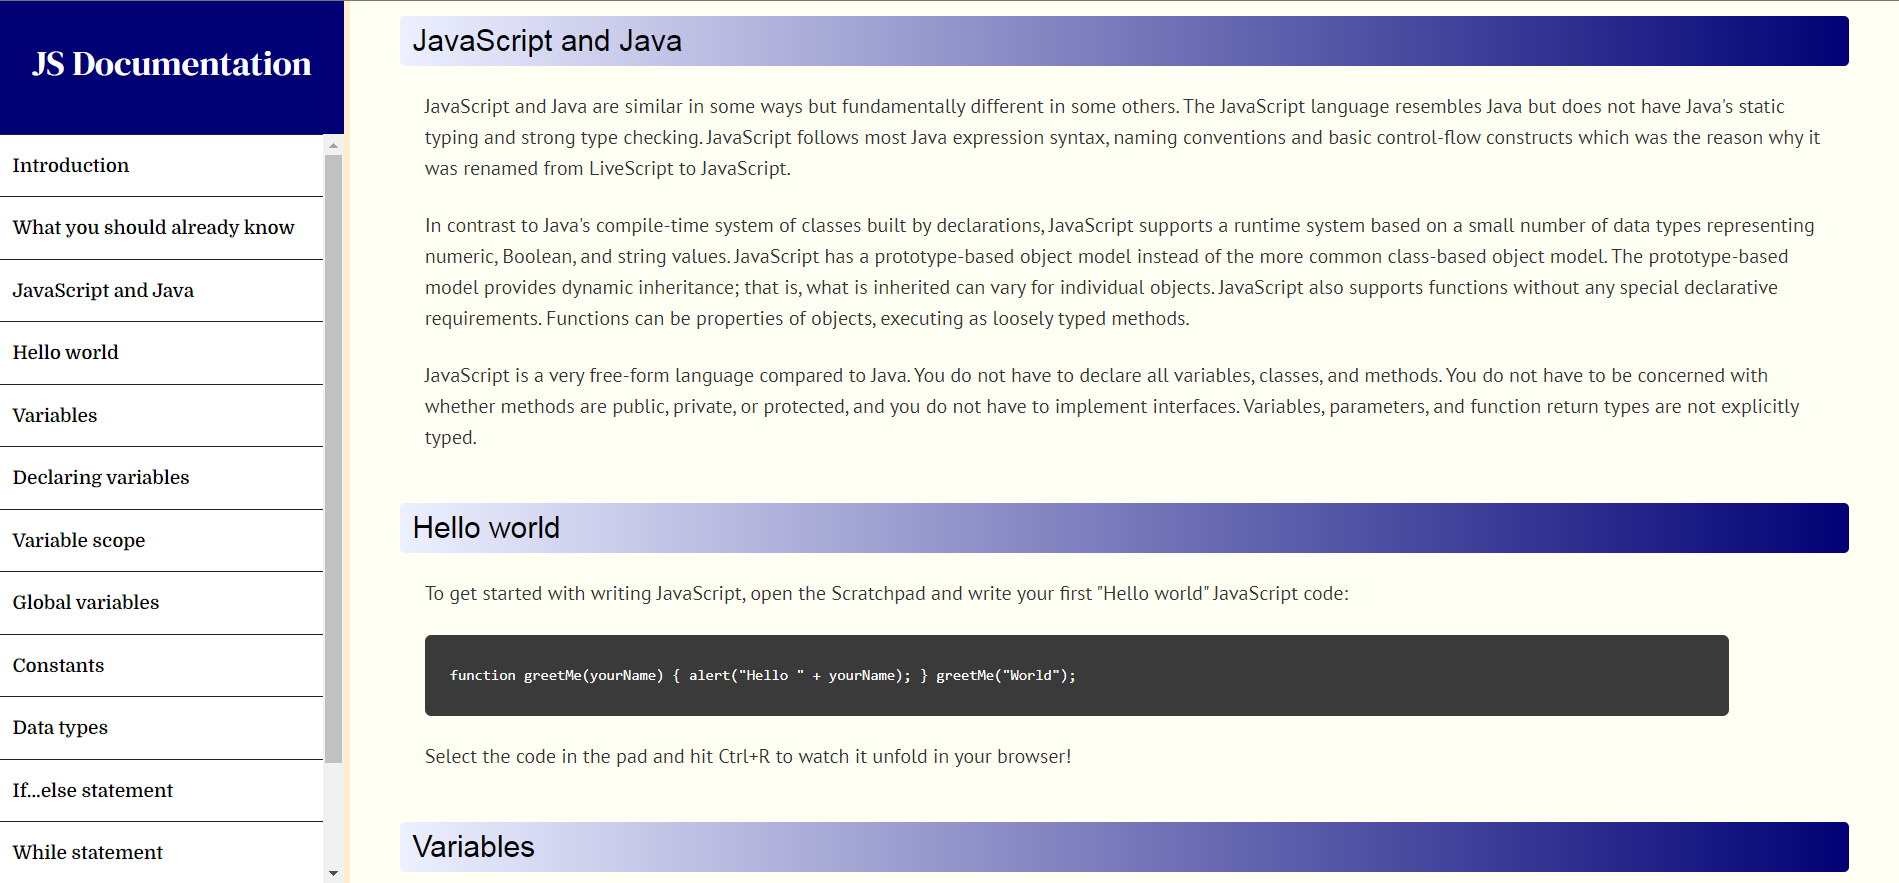 JS Documentation
Introduction
What you should already know
JavaScript and Java
Hello world
Variables
Declaring variables
Variable scope
Global variables
Constants
Data types
If...else statement
While statement
JavaScript and Java
JavaScript and Java are similar in some ways but fundamentally different in some others. The JavaScript language resembles Java but does not have Java's static
typing and strong type checking. JavaScript follows most Java expression syntax, naming conventions and basic control-flow constructs which was the reason why it
was renamed from LiveScript to JavaScript.
In contrast to Java's compile-time system of classes built by declarations, JavaScript supports a runtime system based on a small number of data types representing
numeric, Boolean, and string values. JavaScript has a prototype-based object model instead of the more common class-based object model. The prototype-based
model provides dynamic inheritance; that is, what is inherited can vary for individual objects. JavaScript also supports functions without any special declarative
requirements. Functions can be properties of objects, executing as loosely typed methods.
JavaScript is a very free-form language compared to Java. You do not have to declare all variables, classes, and methods. You do not have to be concerned with
whether methods are public, private, or protected, and you do not have to implement interfaces. Variables, parameters, and function return types are not explicitly
typed.
Hello world
To get started with writing JavaScript, open the Scratchpad and write your first "Hello world" JavaScript code:
function greetMe(yourName) { alert("Hello " + yourName); } greetMe("World");
Select the code in the pad and hit Ctrl+R to watch it unfold in your browser!
Variables